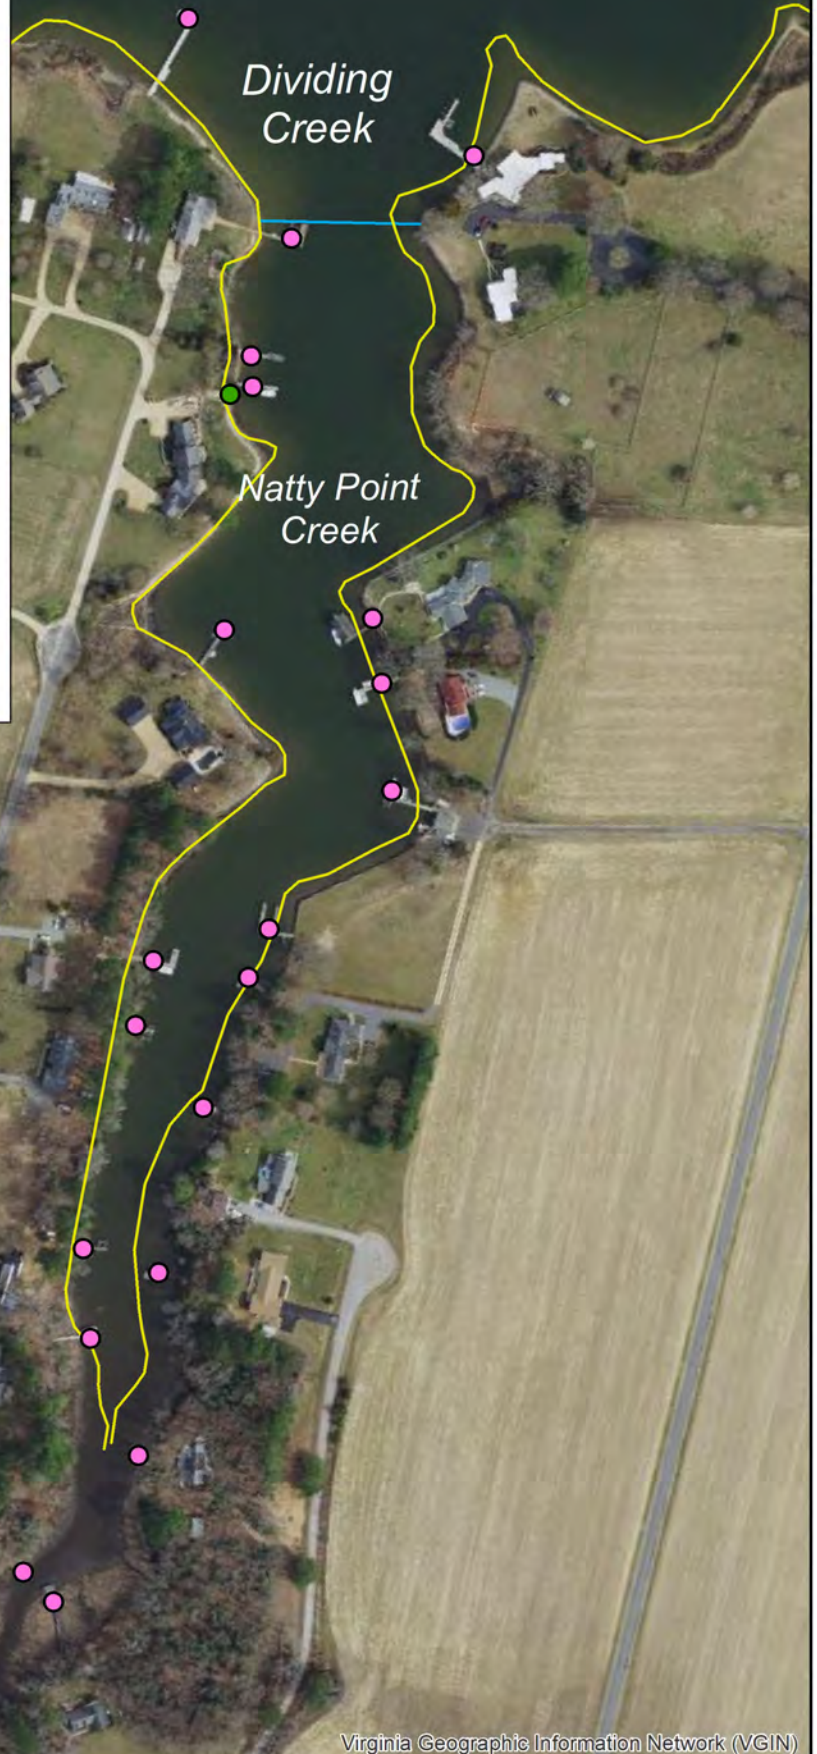 Dividing
Creek
Natty Point
Creek
Virginia Geographic Information Network (VGIN)